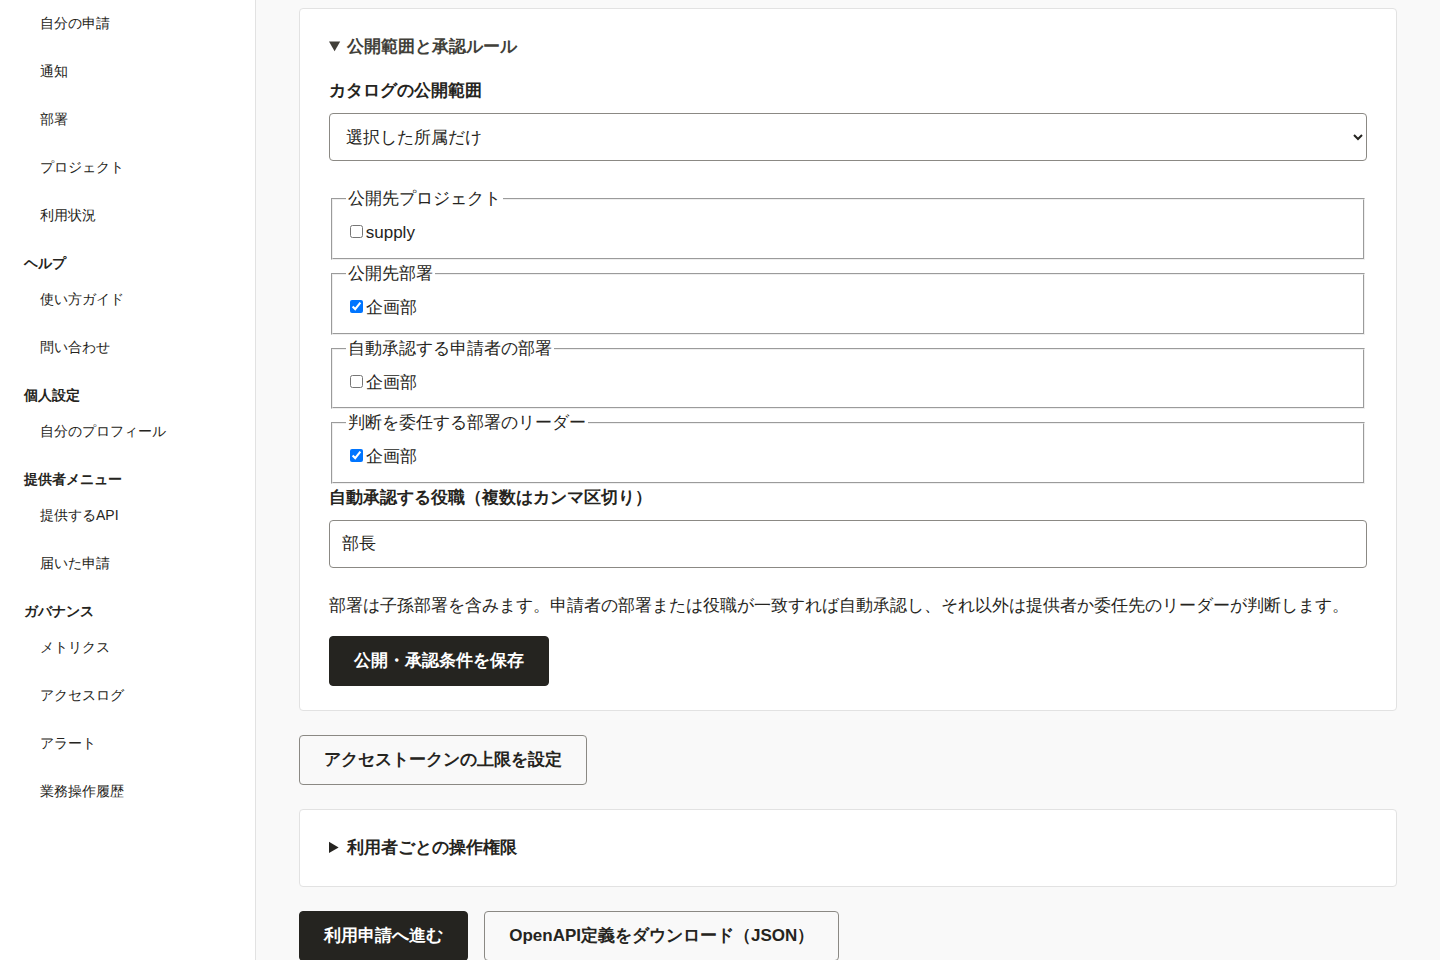 自分の申請
通知
部署
プロジェクト
利用状況
ヘルプ
使い方ガイド
問い合わせ
個人設定
自分のプロフィール
提供者メニュー
提供するAPI
届いた申請
ガバナンス
メトリクス
アクセスログ
アラート
業務操作履歴
公開範囲と承認ルール
カタログの公開範囲
選択した所属だけ
公開先プロジェクト
supply
公開先部署
企画部
自動承認する申請者の部署
企画部
判断を委任する部署のリーダー
企画部
自動承認する役職（複数はカンマ区切り）
部長
部署は子孫部署を含みます。申請者の部署または役職が一致すれば自動承認し、それ以外は提供者か委任先のリーダーが判断します。
公開・承認条件を保存
アクセストークンの上限を設定
利用者ごとの操作権限
利用申請へ進む
OpenAPI定義をダウンロード（JSON）